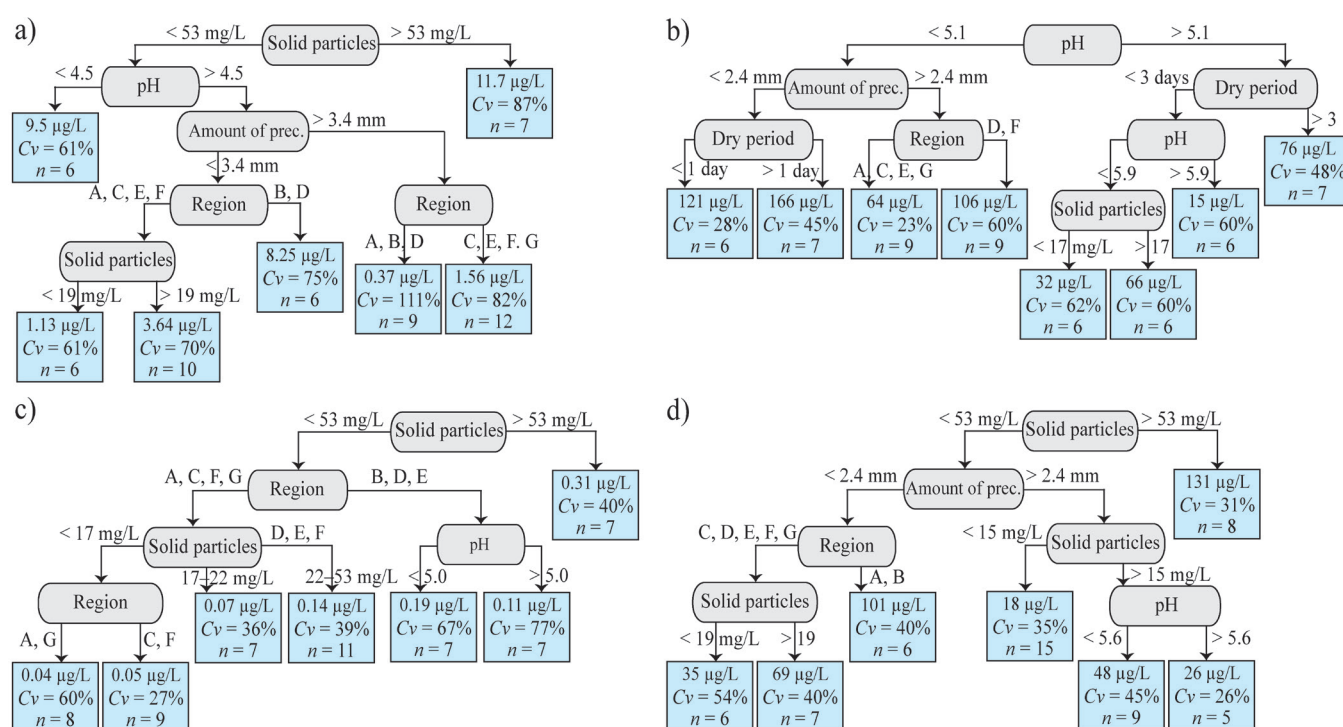 a)
< 53 mg/L
Solid particles
> 53 mg/L
< 4.5
pH
> 4.5
11.7 µg/L
Cv = 87%
n = 7
9.5 µg/L
Cv = 61%
n = 6
Amount of prec.
> 3.4 mm
< 3.4 mm
A, C, E, F
Region
B, D
Region
A, B, D
C, E, F. G
Solid particles
8.25 µg/L
Cv = 75%
n = 6
0.37 µg/L
Cv = 111%
n = 9
1.56 µg/L
Cv = 82%
n = 12
< 19 mg/L
> 19 mg/L
1.13 µg/L
Cv = 61%
n = 6
3.64 µg/L
Cv = 70%
n = 10
b)
< 5.1
pH
> 5.1
< 2.4 mm
Amount of prec.
> 2.4 mm
< 3 days
Dry period
> 3
Dry period
Region
D, F
pH
76 µg/L
Cv = 48%
n = 7
< 1 day
> 1 day
A, C, E, G
< 5.9
> 5.9
121 µg/L
Cv = 28%
n = 6
166 µg/L
Cv = 45%
n = 7
64 µg/L
Cv = 23%
n = 9
106 µg/L
Cv = 60%
n = 9
Solid particles
15 µg/L
Cv = 60%
n = 6
< 17 mg/L
> 17
32 µg/L
Cv = 62%
n = 6
66 µg/L
Cv = 60%
n = 6
c)
< 53 mg/L
Solid particles
> 53 mg/L
A, C, F, G
Region
B, D, E
0.31 µg/L
Cv = 40%
n = 7
< 17 mg/L
Solid particles
D, E, F
pH
17–22 mg/L
22–53 mg/L
< 5.0
> 5.0
Region
0.07 µg/L
Cv = 36%
n = 7
0.14 µg/L
Cv = 39%
n = 11
0.19 µg/L
Cv = 67%
n = 7
0.11 µg/L
Cv = 77%
n = 7
A, G
C, F
0.04 µg/L
Cv = 60%
n = 8
0.05 µg/L
Cv = 27%
n = 9
d)
< 53 mg/L
Solid particles
> 53 mg/L
< 2.4 mm
Amount of prec.
> 2.4 mm
131 µg/L
Cv = 31%
n = 8
C, D, E, F, G
Region
A, B
< 15 mg/L
Solid particles
> 15 mg/L
Solid particles
101 µg/L
Cv = 40%
n = 6
18 µg/L
Cv = 35%
n = 15
pH
< 19 mg/L
> 19
< 5.6
> 5.6
35 µg/L
Cv = 54%
n = 6
69 µg/L
Cv = 40%
n = 7
48 µg/L
Cv = 45%
n = 9
26 µg/L
Cv = 26%
n = 5